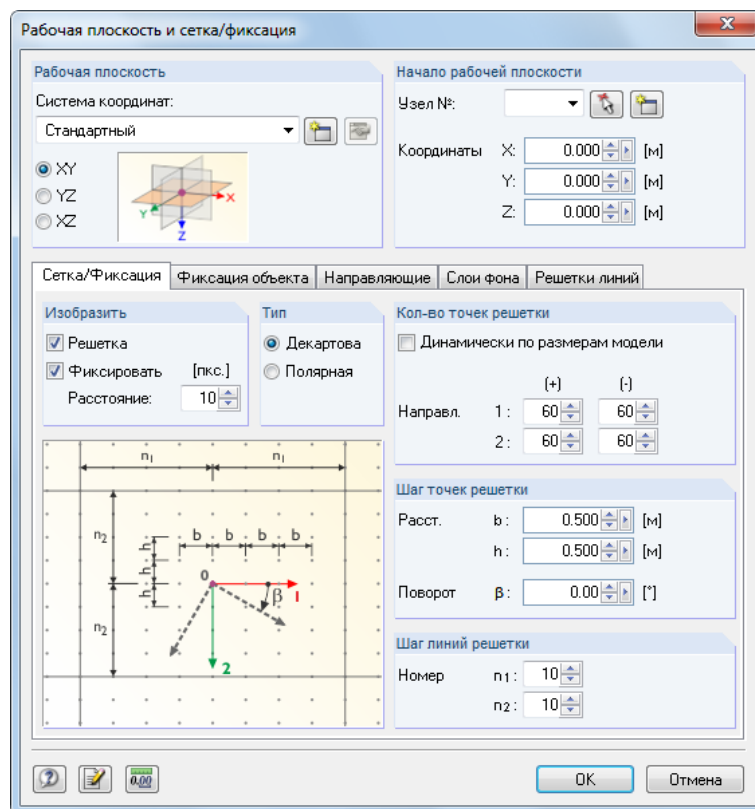 Рабочая плоскость и сетка/фиксация
Рабочая плоскость
Система координат:
Стандартный
XY
YZ
XZ
X
Y
Z
Начало рабочей плоскости
Узел №:
Координаты X: 0.000 [м]
Y: 0.000 [м]
Z: 0.000 [м]
Сетка/Фиксация Фиксация объекта Направляющие Слои фона Решетки линий
Изобразить
Решетка
Фиксировать [пкс.]
Расстояние: 10
Тип
Декартова
Полярная
Кол-во точек решетки
Динамически по размерам модели
(+) (-)
Направл. 1 : 60 60
2 : 60 60
n1 n1
n2
b b b b
h
h
h
0
β 1
n2
2
Шаг точек решетки
Расст. b : 0.500 [м]
h : 0.500 [м]
Поворот β : 0.00 [°]
Шаг линий решетки
Номер n1 : 10
n2 : 10
0.00
OK Отмена